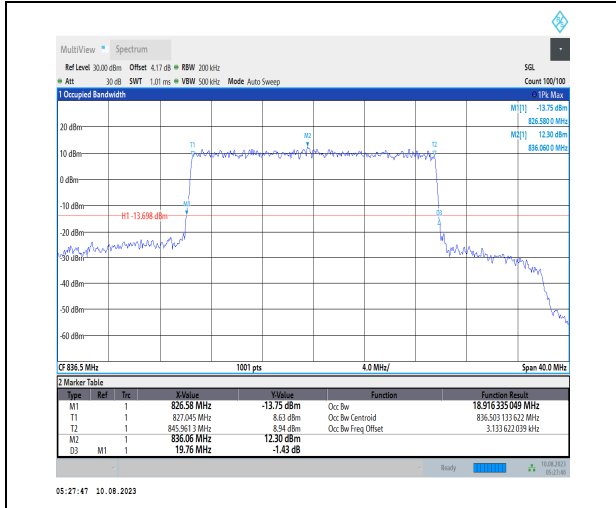 MultiView Spectrum
Ref Level 30.00 dBm Offset 4.17 dB RBW 200 kHz SGL
Att 30 dB SWT 1.01 ms VBW 500 kHz Mode Auto Sweep Count 100/100
1 Occupied Bandwidth 1Pk Max
M1[1] -13.75 dBm
826.580 0 MHz
M2[1] 12.30 dBm
836.060 0 MHz
20 dBm
M2
T1 T2
10 dBm
0 dBm
-10 dBm
M1
H1 -13.698 dBm
D3
-20 dBm
-30 dBm
-40 dBm
-50 dBm
-60 dBm
CF 836.5 MHz 1001 pts 4.0 MHz/ Span 40.0 MHz
2 Marker Table
Type Ref Trc X-Value Y-Value Function Function Result
M1 1 826.58 MHz -13.75 dBm Occ Bw 18.916 335 049 MHz
T1 1 827.045 MHz 8.63 dBm Occ Bw Centroid 836.503 133 622 MHz
T2 1 845.961 3 MHz 8.94 dBm Occ Bw Freq Offset 3.133 622 039 kHz
M2 1 836.06 MHz 12.30 dBm
D3 M1 1 19.76 MHz -1.43 dB
Ready 10.08.2023
05:27:46
05:27:47 10.08.2023